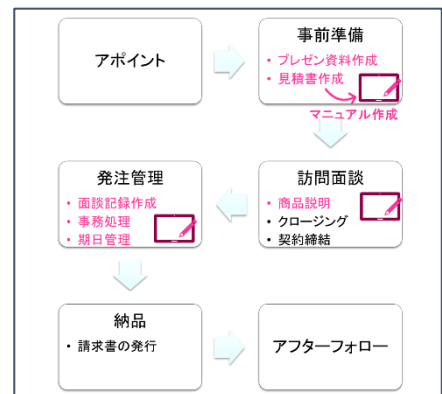 アポイント
事前準備
・プレゼン資料作成
・見積書作成
マニュアル作成
訪問面談
・商品説明
・クロージング
・契約締結
発注管理
・面談記録作成
・事務処理
・期日管理
納品
・請求書の発行
アフターフォロー